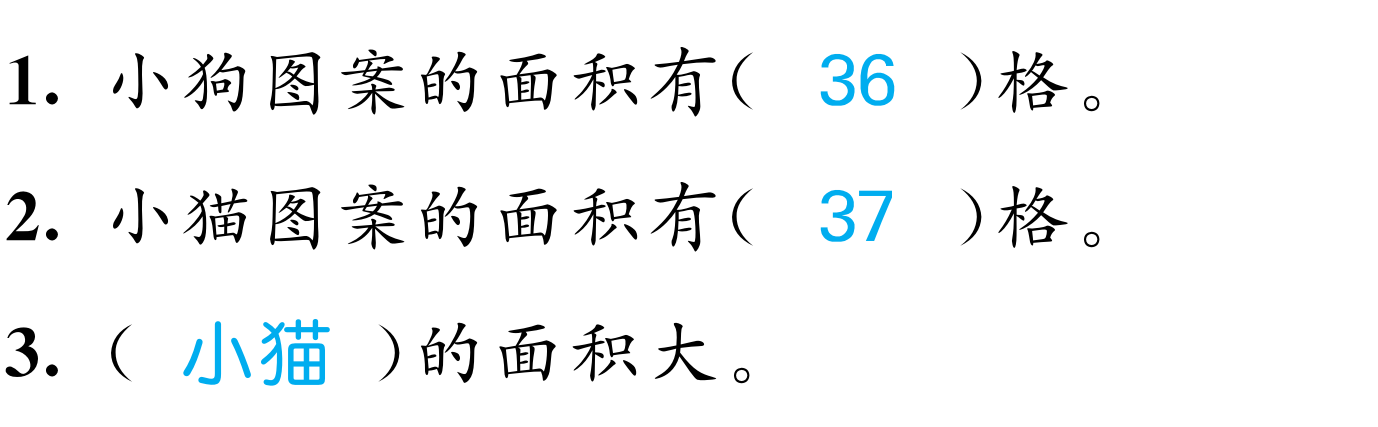 1. 小狗图案的面积有( 36 )格。
2. 小猫图案的面积有( 37 )格。
3.( 小猫 )的面积大。